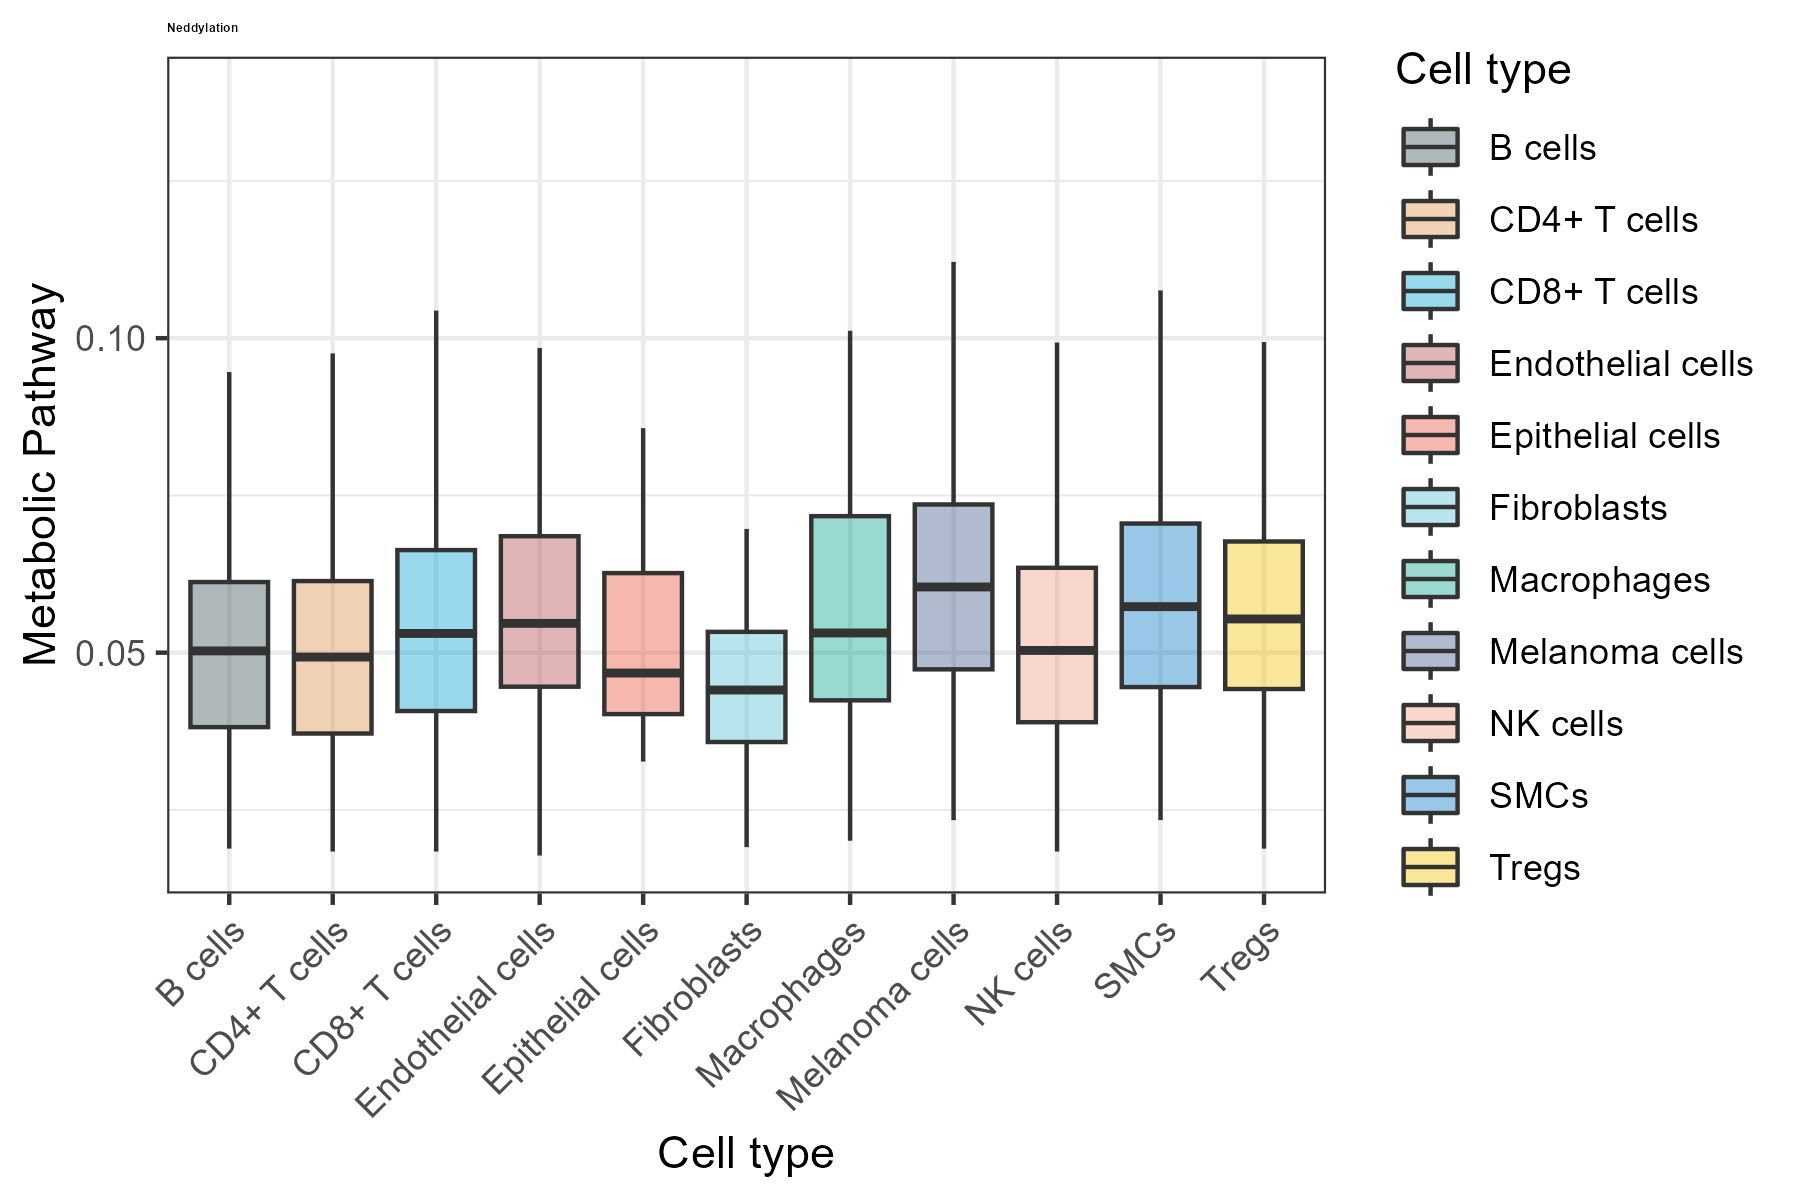 Neddylation
Metabolic Pathway
0.10
0.05
B cells
CD4+ T cells
CD8+ T cells
Endothelial cells
Epithelial cells
Fibroblasts
Macrophages
Melanoma cells
NK cells
SMCs
Tregs
Cell type
Cell type
B cells
CD4+ T cells
CD8+ T cells
Endothelial cells
Epithelial cells
Fibroblasts
Macrophages
Melanoma cells
NK cells
SMCs
Tregs